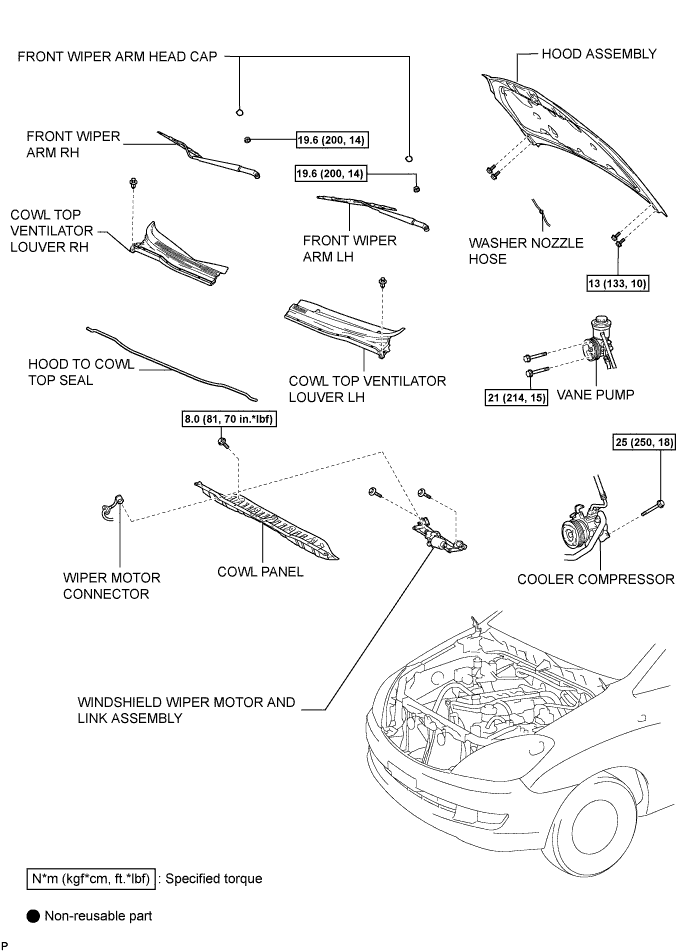 FRONT WIPER ARM HEAD CAP
HOOD ASSEMBLY
FRONT WIPER
ARM RH
19.6 (200, 14)
19.6 (200, 14)
COWL TOP
VENTILATOR
LOUVER RH
FRONT WIPER
ARM LH
WASHER NOZZLE
HOSE
13 (133, 10)
HOOD TO COWL
TOP SEAL
COWL TOP VENTILATOR
LOUVER LH
21 (214, 15)
VANE PUMP
8.0 (81, 70 in.*lbf)
25 (250, 18)
WIPER MOTOR
CONNECTOR
COWL PANEL
COOLER COMPRESSOR
WINDSHIELD WIPER MOTOR AND
LINK ASSEMBLY
N*m (kgf*cm, ft.*lbf) : Specified torque
Non-reusable part
P